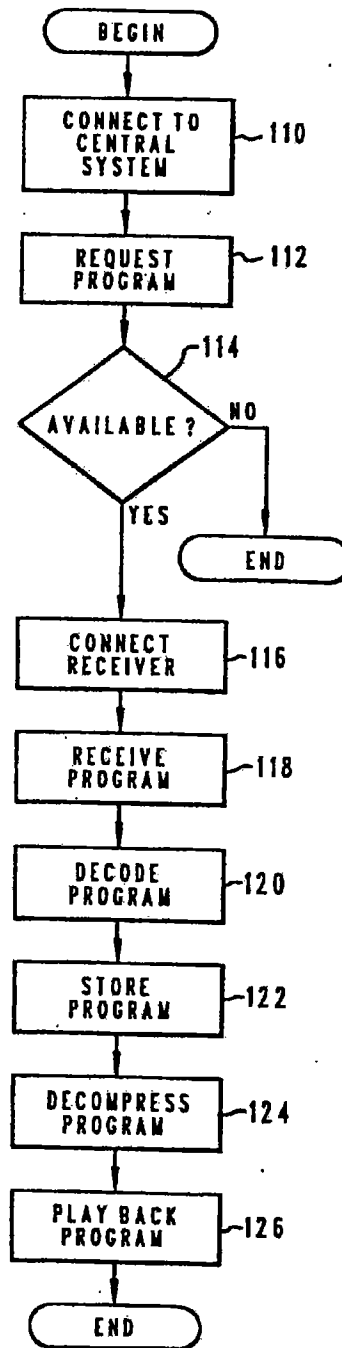 BEGIN
CONNECT TO
CENTRAL
SYSTEM
110
REQUEST
PROGRAM
112
114
AVAILABLE?
NO
YES
END
CONNECT
RECEIVER
116
RECEIVE
PROGRAM
118
DECODE
PROGRAM
120
STORE
PROGRAM
122
DECOMPRESS
PROGRAM
124
PLAY BACK
PROGRAM
126
END